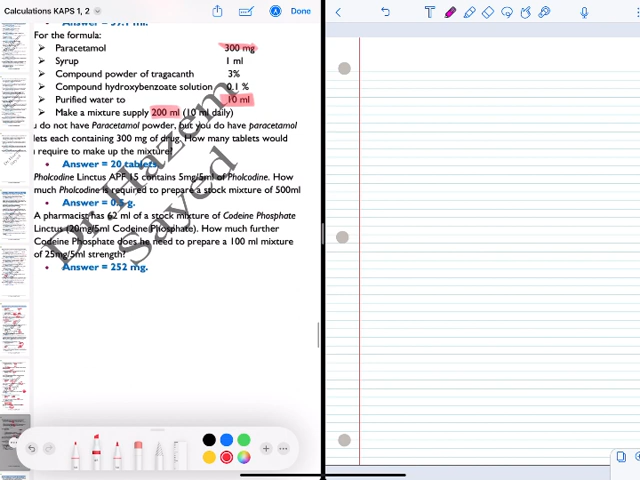 Calculations KAPS 1, 2
Done
For the formula:
➤ Paracetamol 300 mg
➤ Syrup 1 ml
➤ Compound powder of tragacanth 3%
➤ Compound hydroxybenzoate solution 0.1 %
➤ Purified water to 10 ml
➤ Make a mixture supply 200 ml (10 ml daily)
u do not have Paracetamol powder, but you do have paracetamol
lets each containing 300 mg of drug. How many tablets would
require to make up the mixture?
• Answer = 20 tablets.
Pholcodine Linctus APF 15 contains 5mg/5ml of Pholcodine. How
much Pholcodine is required to prepare a stock mixture of 500ml
• Answer = 0.5 g.
A pharmacist has 62 ml of a stock mixture of Codeine Phosphate
Linctus (20mg/5ml Codeine Phosphate). How much further
Codeine Phosphate does he need to prepare a 100 ml mixture
of 25mg/5ml strength?
• Answer = 252 mg.
Dr Hazem
Sayed